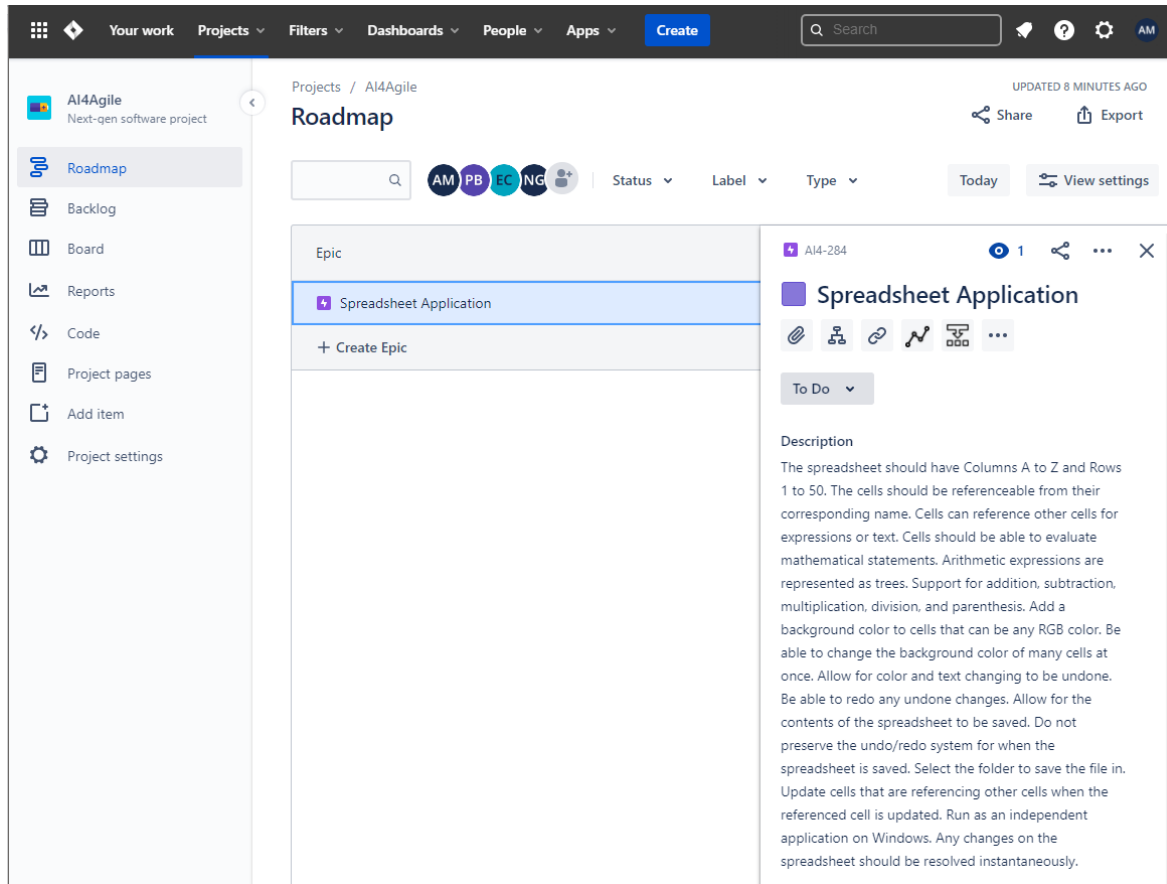 Your work Projects Filters Dashboards People Apps Create Search AM
AI4Agile
Next-gen software project
Roadmap
Backlog
Board
Reports
Code
Project pages
Add item
Project settings
Projects / AI4Agile
UPDATED 8 MINUTES AGO
Roadmap
Share Export
AM PB EC NG Status Label Type Today View settings
Epic
Spreadsheet Application
+ Create Epic
AI4-284 1
Spreadsheet Application
To Do
Description
The spreadsheet should have Columns A to Z and Rows
1 to 50. The cells should be referenceable from their
corresponding name. Cells can reference other cells for
expressions or text. Cells should be able to evaluate
mathematical statements. Arithmetic expressions are
represented as trees. Support for addition, subtraction,
multiplication, division, and parenthesis. Add a
background color to cells that can be any RGB color. Be
able to change the background color of many cells at
once. Allow for color and text changing to be undone.
Be able to redo any undone changes. Allow for the
contents of the spreadsheet to be saved. Do not
preserve the undo/redo system for when the
spreadsheet is saved. Select the folder to save the file in.
Update cells that are referencing other cells when the
referenced cell is updated. Run as an independent
application on Windows. Any changes on the
spreadsheet should be resolved instantaneously.